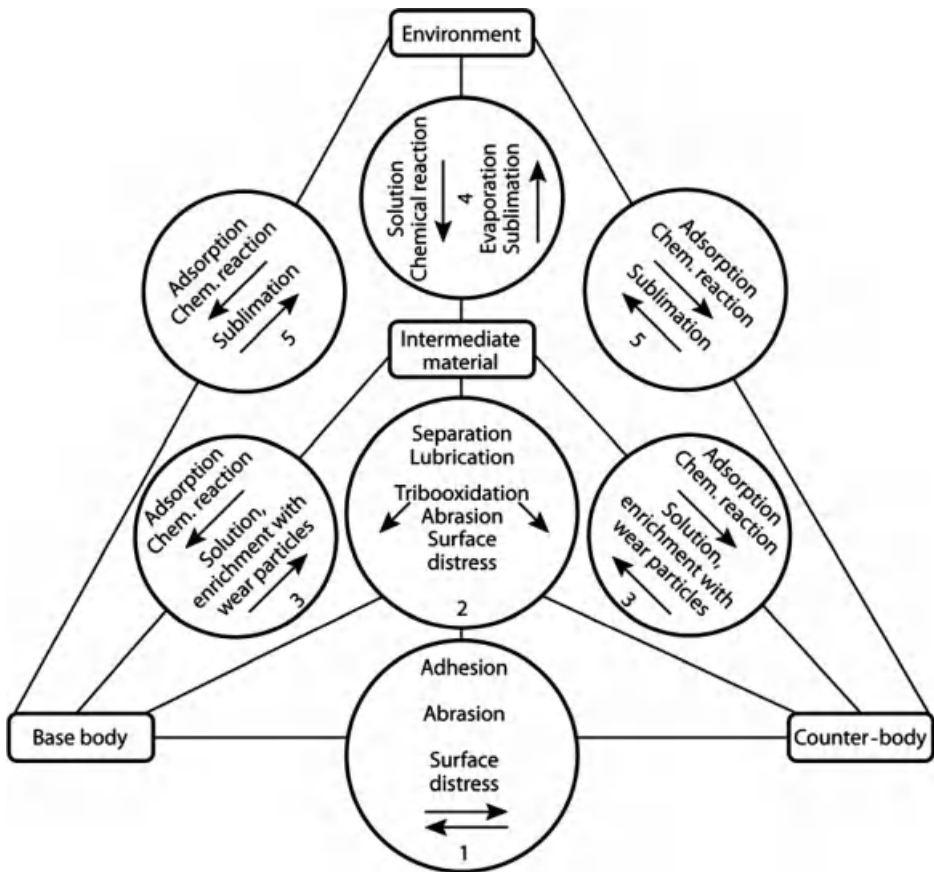 Environment
Solution
Chemical reaction
4
Evaporation
Sublimation
Adsorption
Chem. reaction
Sublimation
5
Adsorption
Chem. reaction
Sublimation
5
Intermediate
material
Separation
Lubrication
Tribooxidation
Abrasion
Surface
distress
2
Adsorption
Chem. reaction
Solution,
enrichment with
wear particles
3
Adsorption
Chem. reaction
Solution,
enrichment with
wear particles
3
Base body
Adhesion
Abrasion
Surface
distress
1
Counter-body